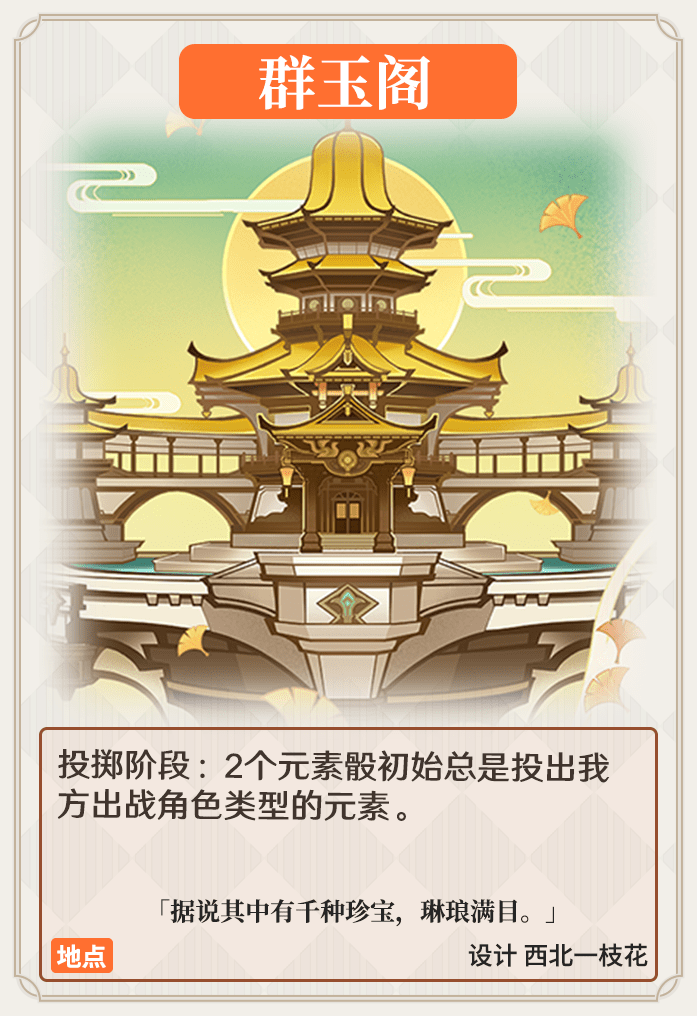 群玉阁
投掷阶段：2个元素骰初始总是投出我
方出战角色类型的元素。
「据说其中有千种珍宝，琳琅满目。」
地点
设计 西北一枝花